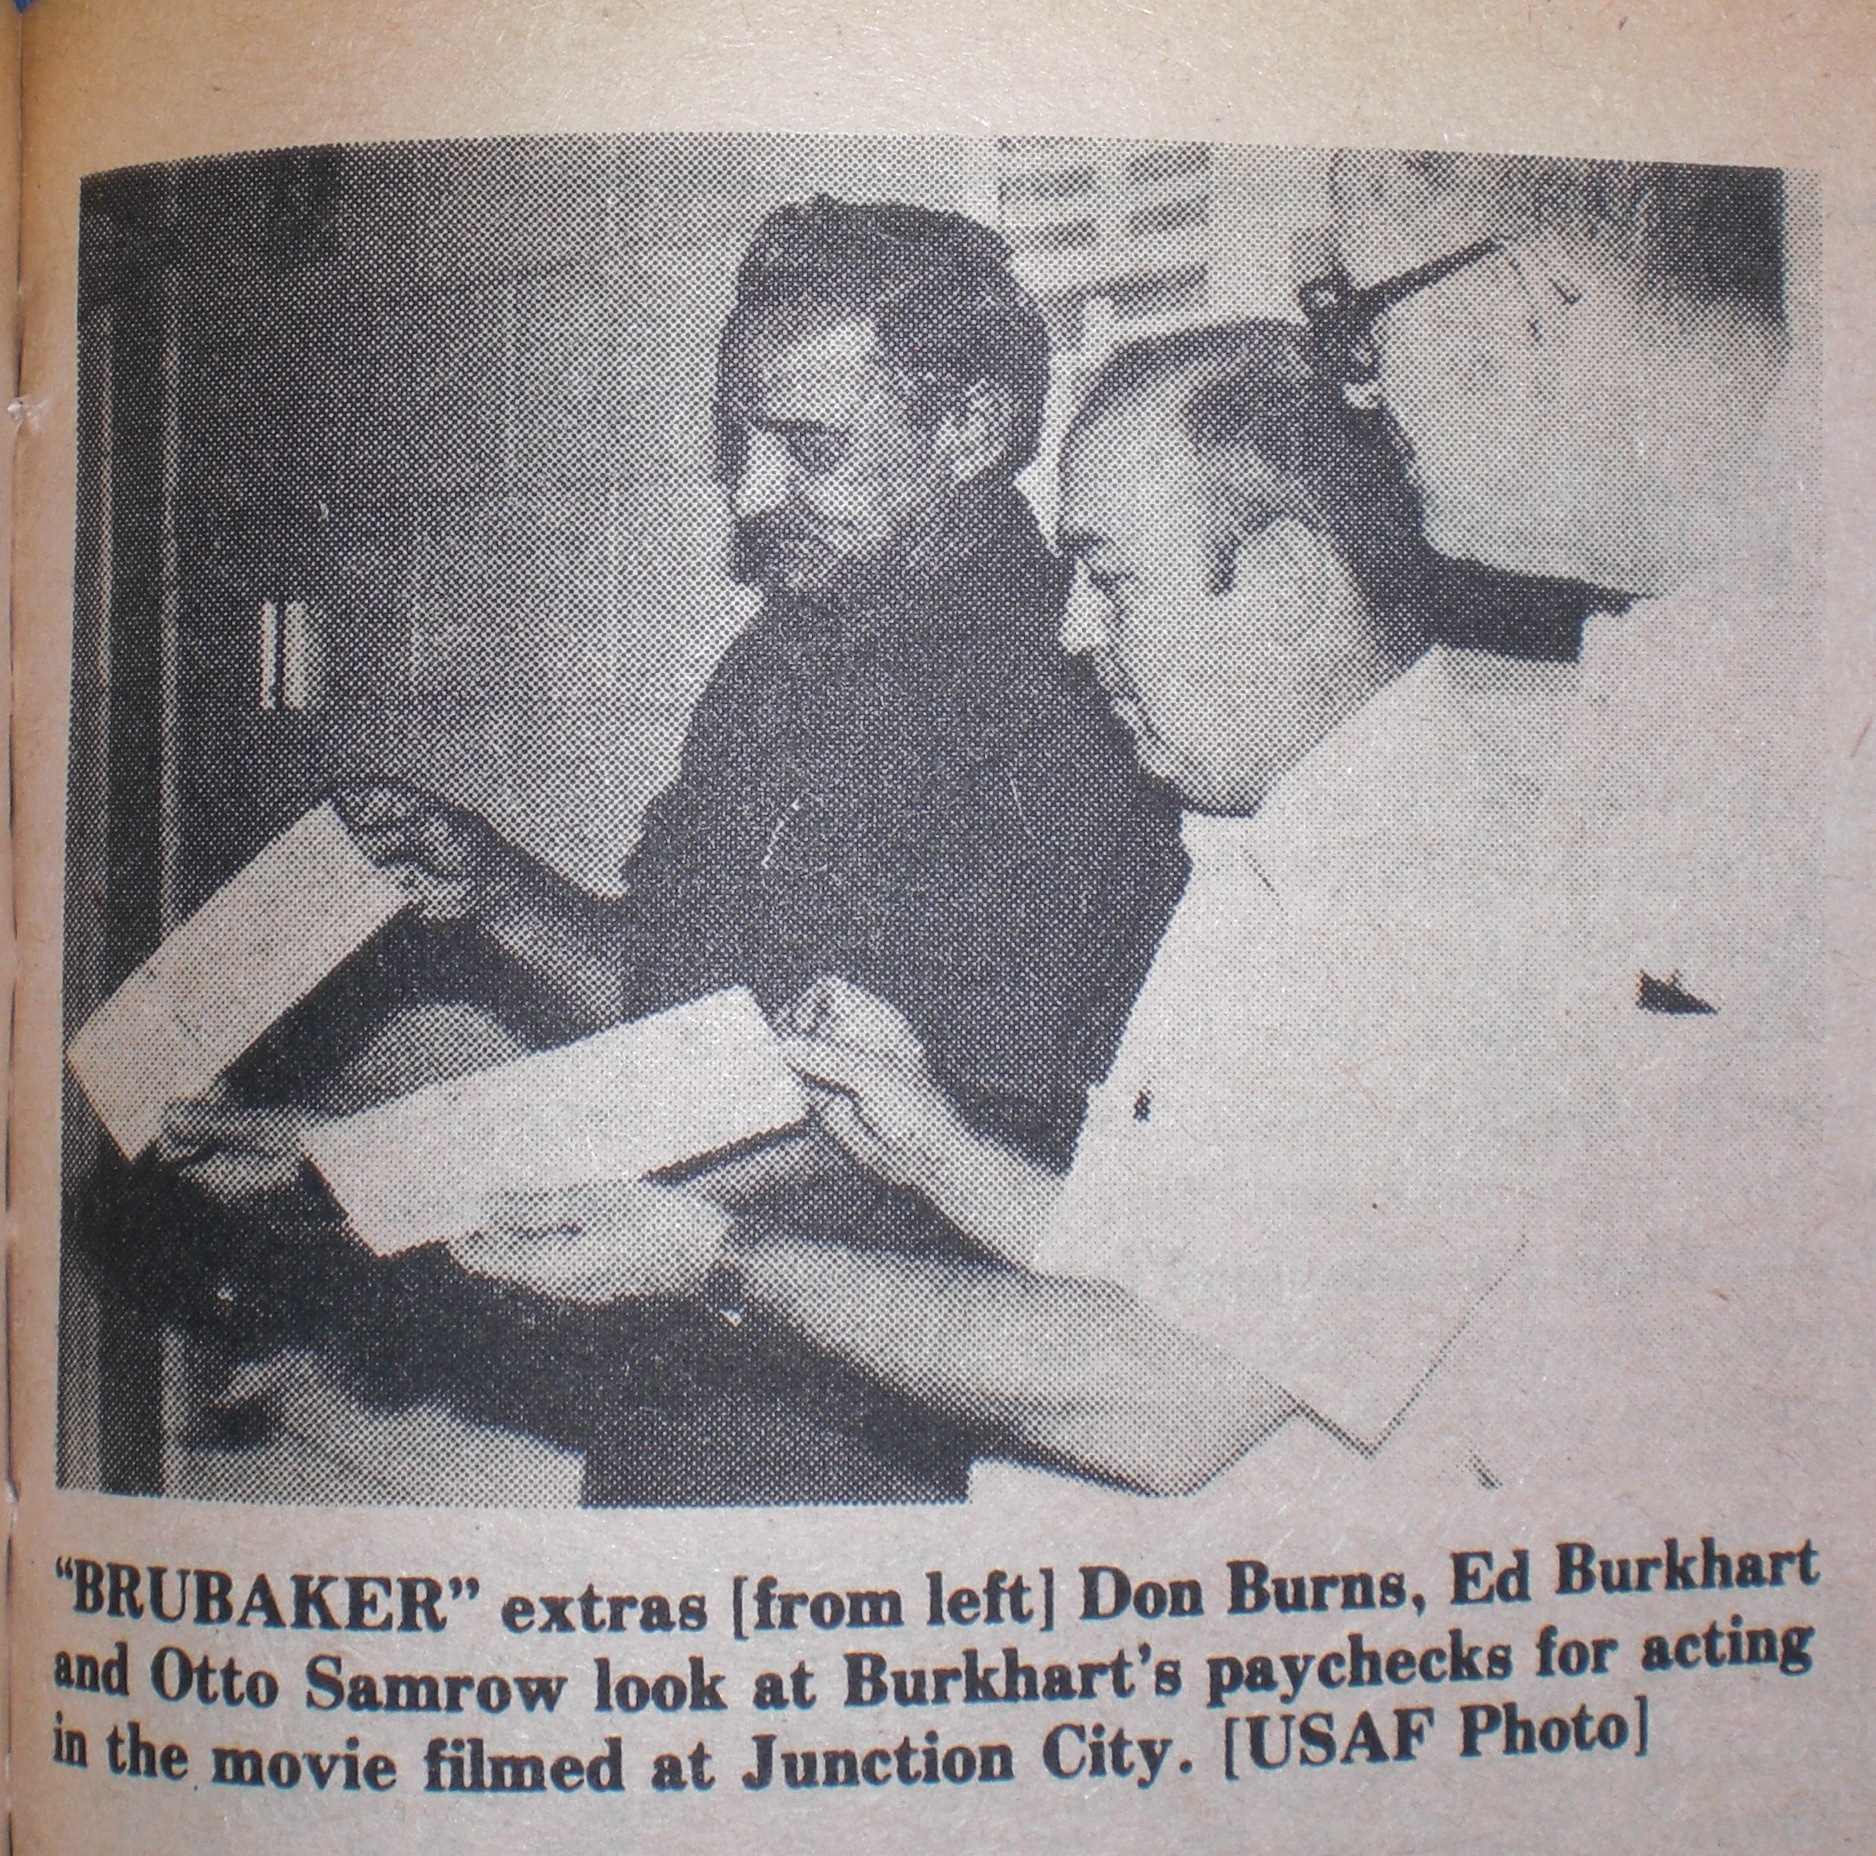 “BRUBAKER” extras [from left] Don Burns, Ed Burkhart
and Otto Samrow look at Burkhart’s paychecks for acting
in the movie filmed at Junction City. [USAF Photo]